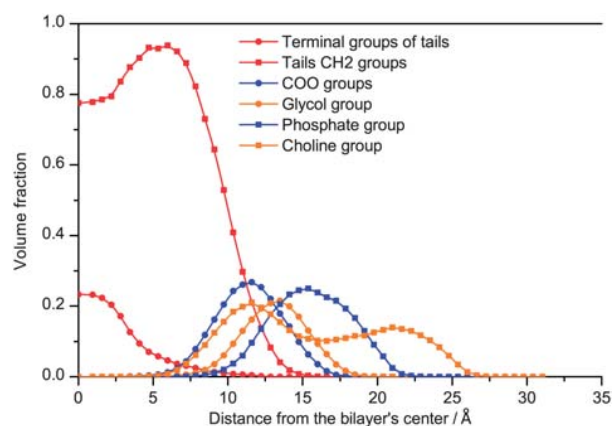 1.0
0.8
0.6
0.4
0.2
0.0
Volume fraction
Terminal groups of tails
Tails CH2 groups
COO groups
Glycol group
Phosphate group
Choline group
0 5 10 15 20 25 30 35
Distance from the bilayer's center / Å